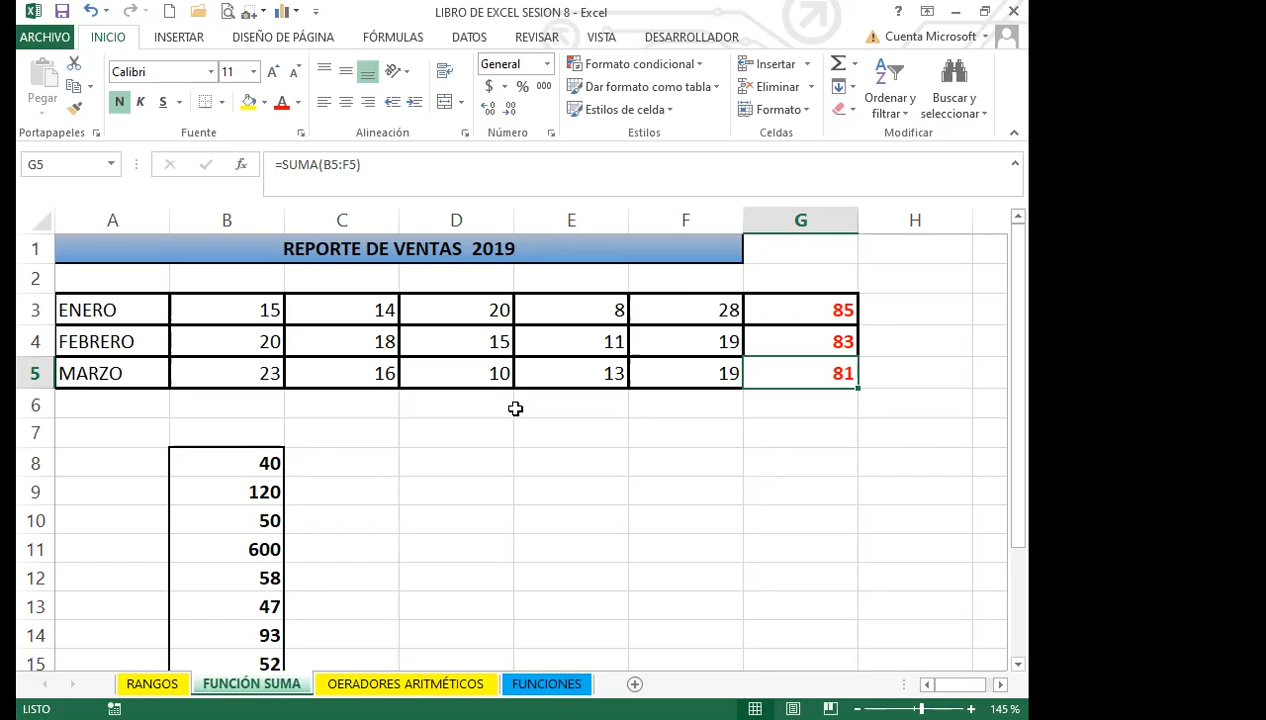 LIBRO DE EXCEL SESION 8 - Excel
?
ARCHIVO INICIO INSERTAR DISEÑO DE PÁGINA FÓRMULAS DATOS REVISAR VISTA DESARROLLADOR Cuenta Microsoft
Pegar
Calibri 11
N K S
A A
A
General
$ % 000
Formato condicional
Dar formato como tabla
Estilos de celda
Insertar
Eliminar
Formato
Σ
Ordenar y filtrar
Buscar y seleccionar
Portapapeles Fuente Alineación Número Estilos Celdas Modificar
G5 fx =SUMA(B5:F5)
A B C D E F G H
1 REPORTE DE VENTAS 2019
2
3 ENERO 15 14 20 8 28 85
4 FEBRERO 20 18 15 11 19 83
5 MARZO 23 16 10 13 19 81
6
7
8 40
9 120
10 50
11 600
12 58
13 47
14 93
15 52
RANGOS FUNCIÓN SUMA OERADORES ARITMÉTICOS FUNCIONES
LISTO 145 %